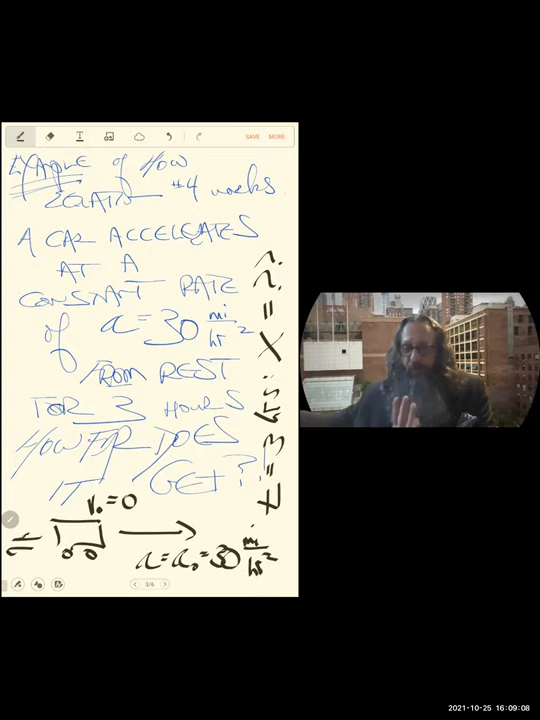 SAVE MORE
EXAMPLE of HOW
EQUATION #4 works.
A CAR ACCELERATES
AT A
CONSTANT RATE
of a = 30 mi/hr²
FROM REST
FOR 3 HOURS
HOW FAR DOES
IT GET??
V₀ = 0
a = a₀ = 30 mi/hr²
t = 3 hrs: X = ??
3/6
2021-10-25 16:09:08